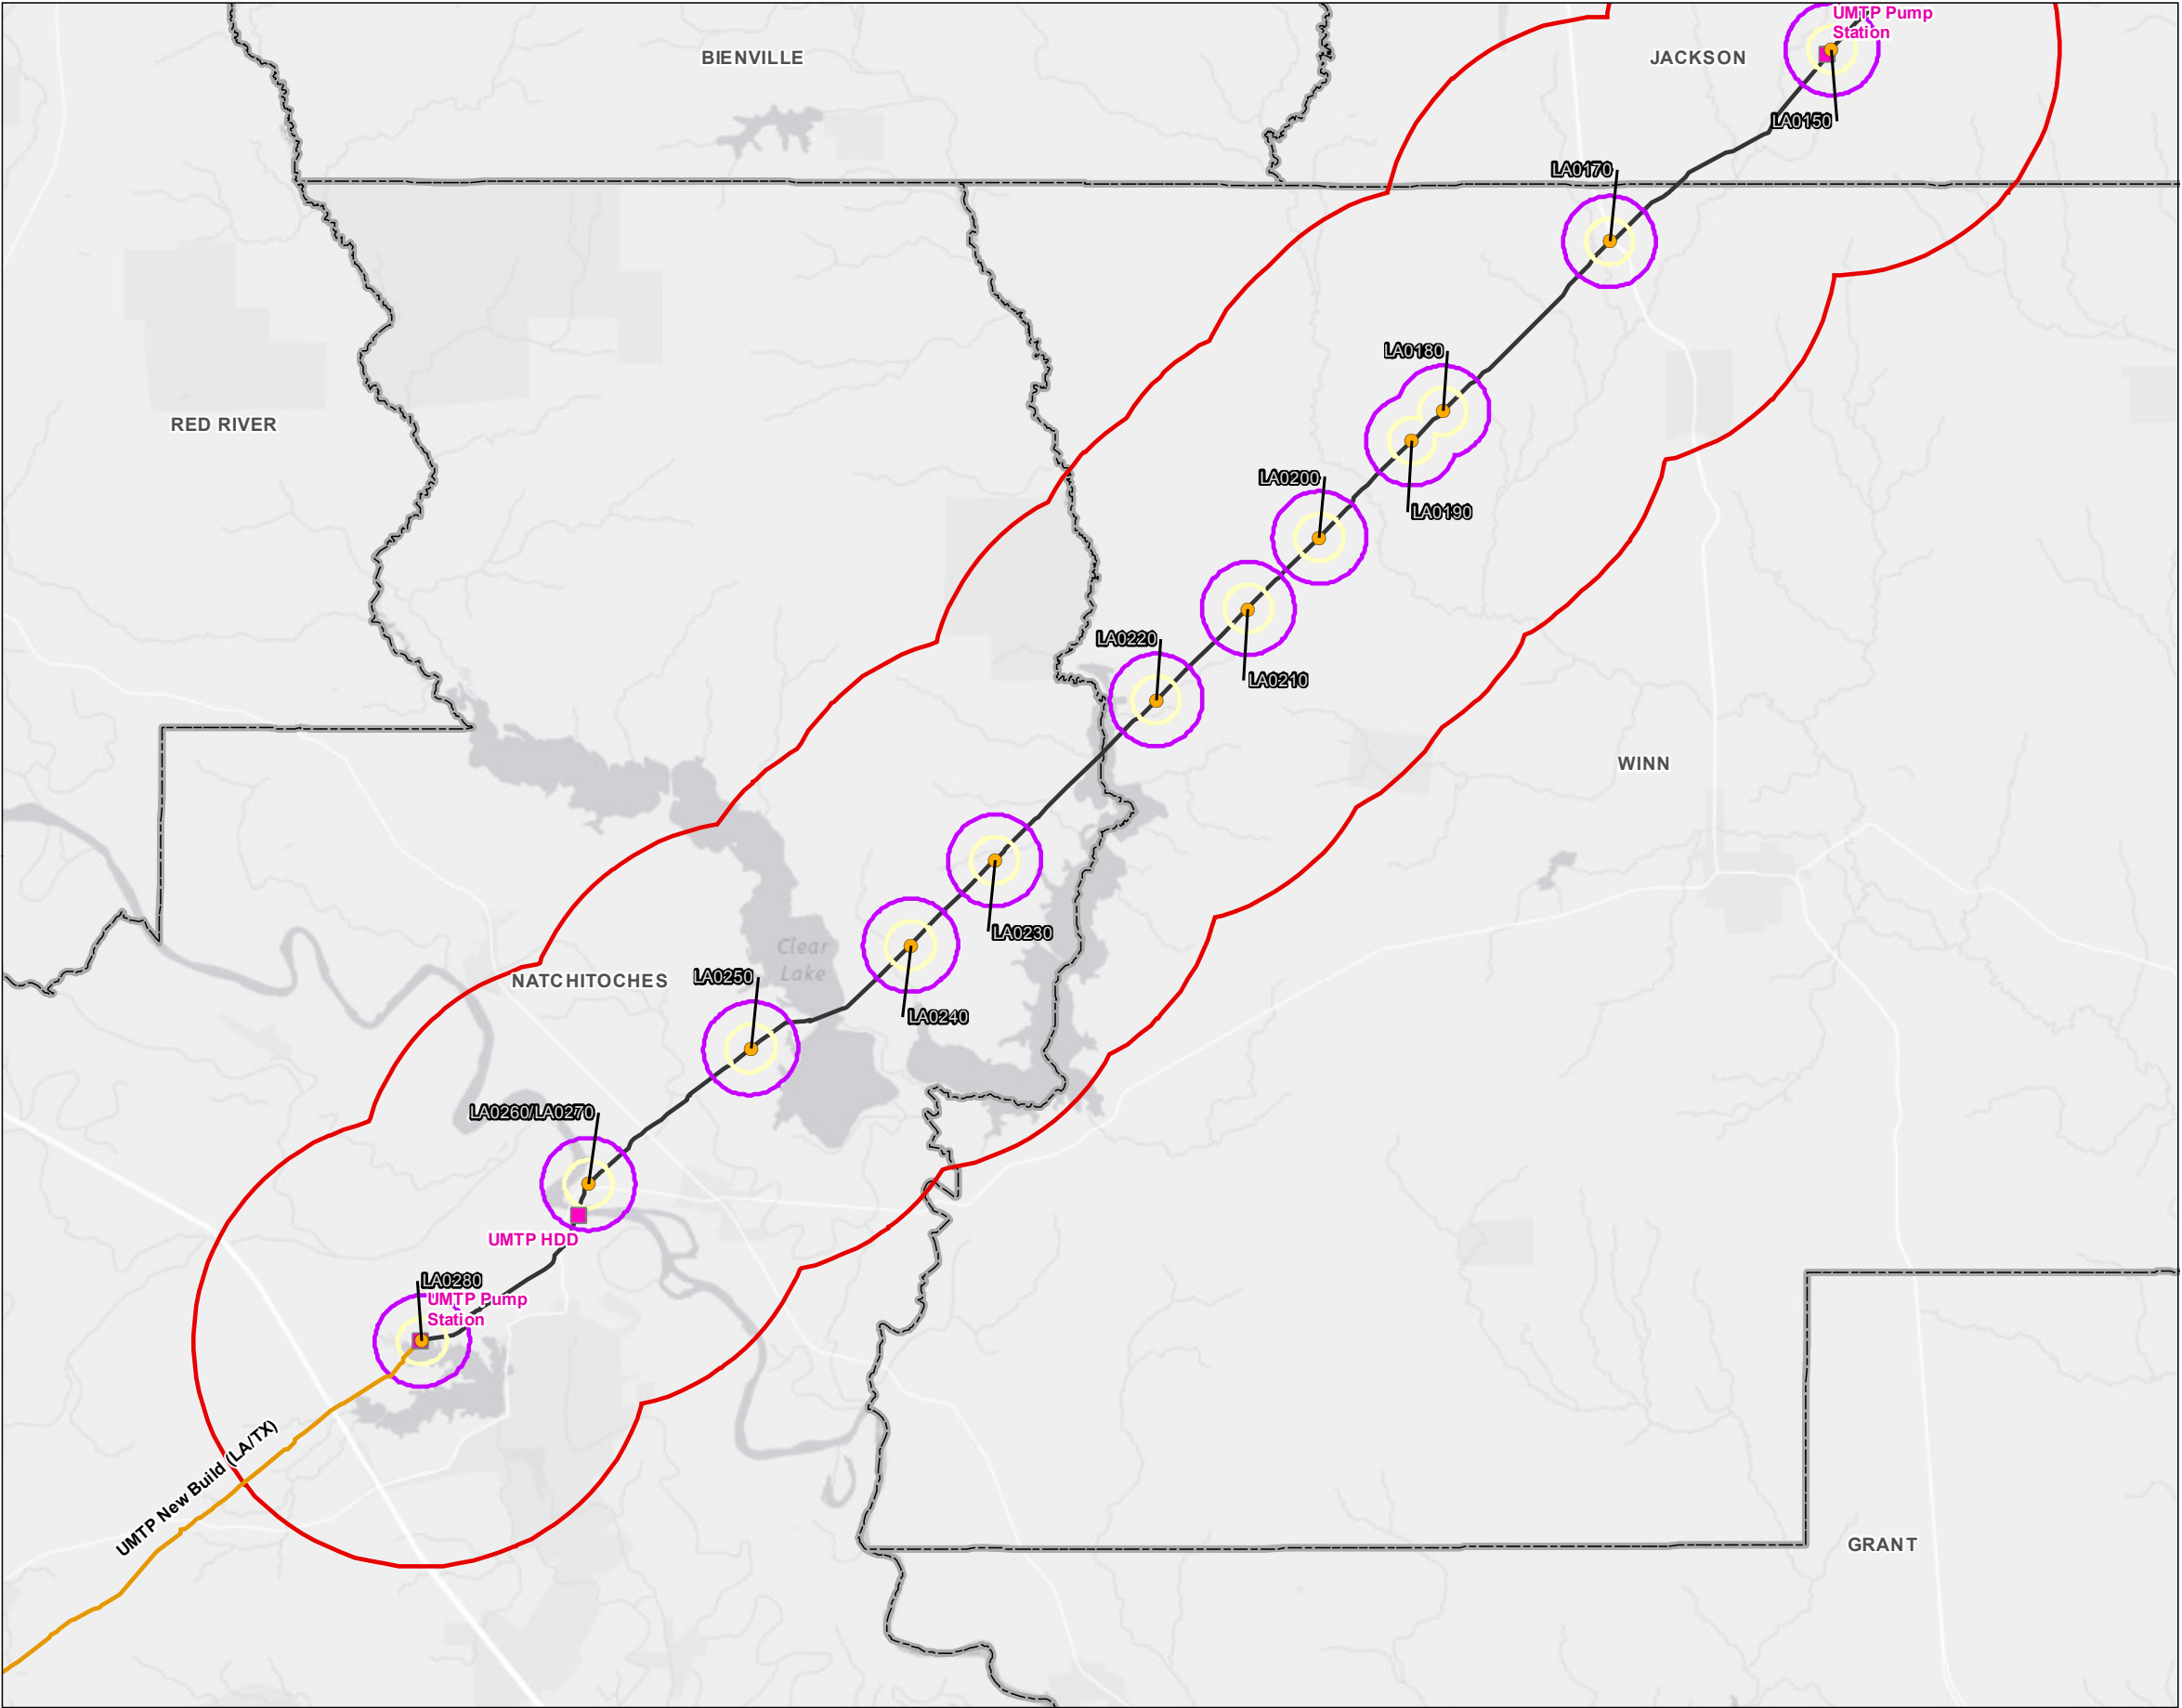 UMTP Pump
Station
BIENVILLE
JACKSON
LA0150
LA0170
LA0180
RED RIVER
LA0200
LA0190
LA0220
LA0210
WINN
LA0230
Clear
Lake
NATCHITOCHES
LA0250
LA0240
LA0260/LA0270
UMTP HDD
LA0280
UMTP Pump
Station
UMTP New Build (LA/TX)
GRANT